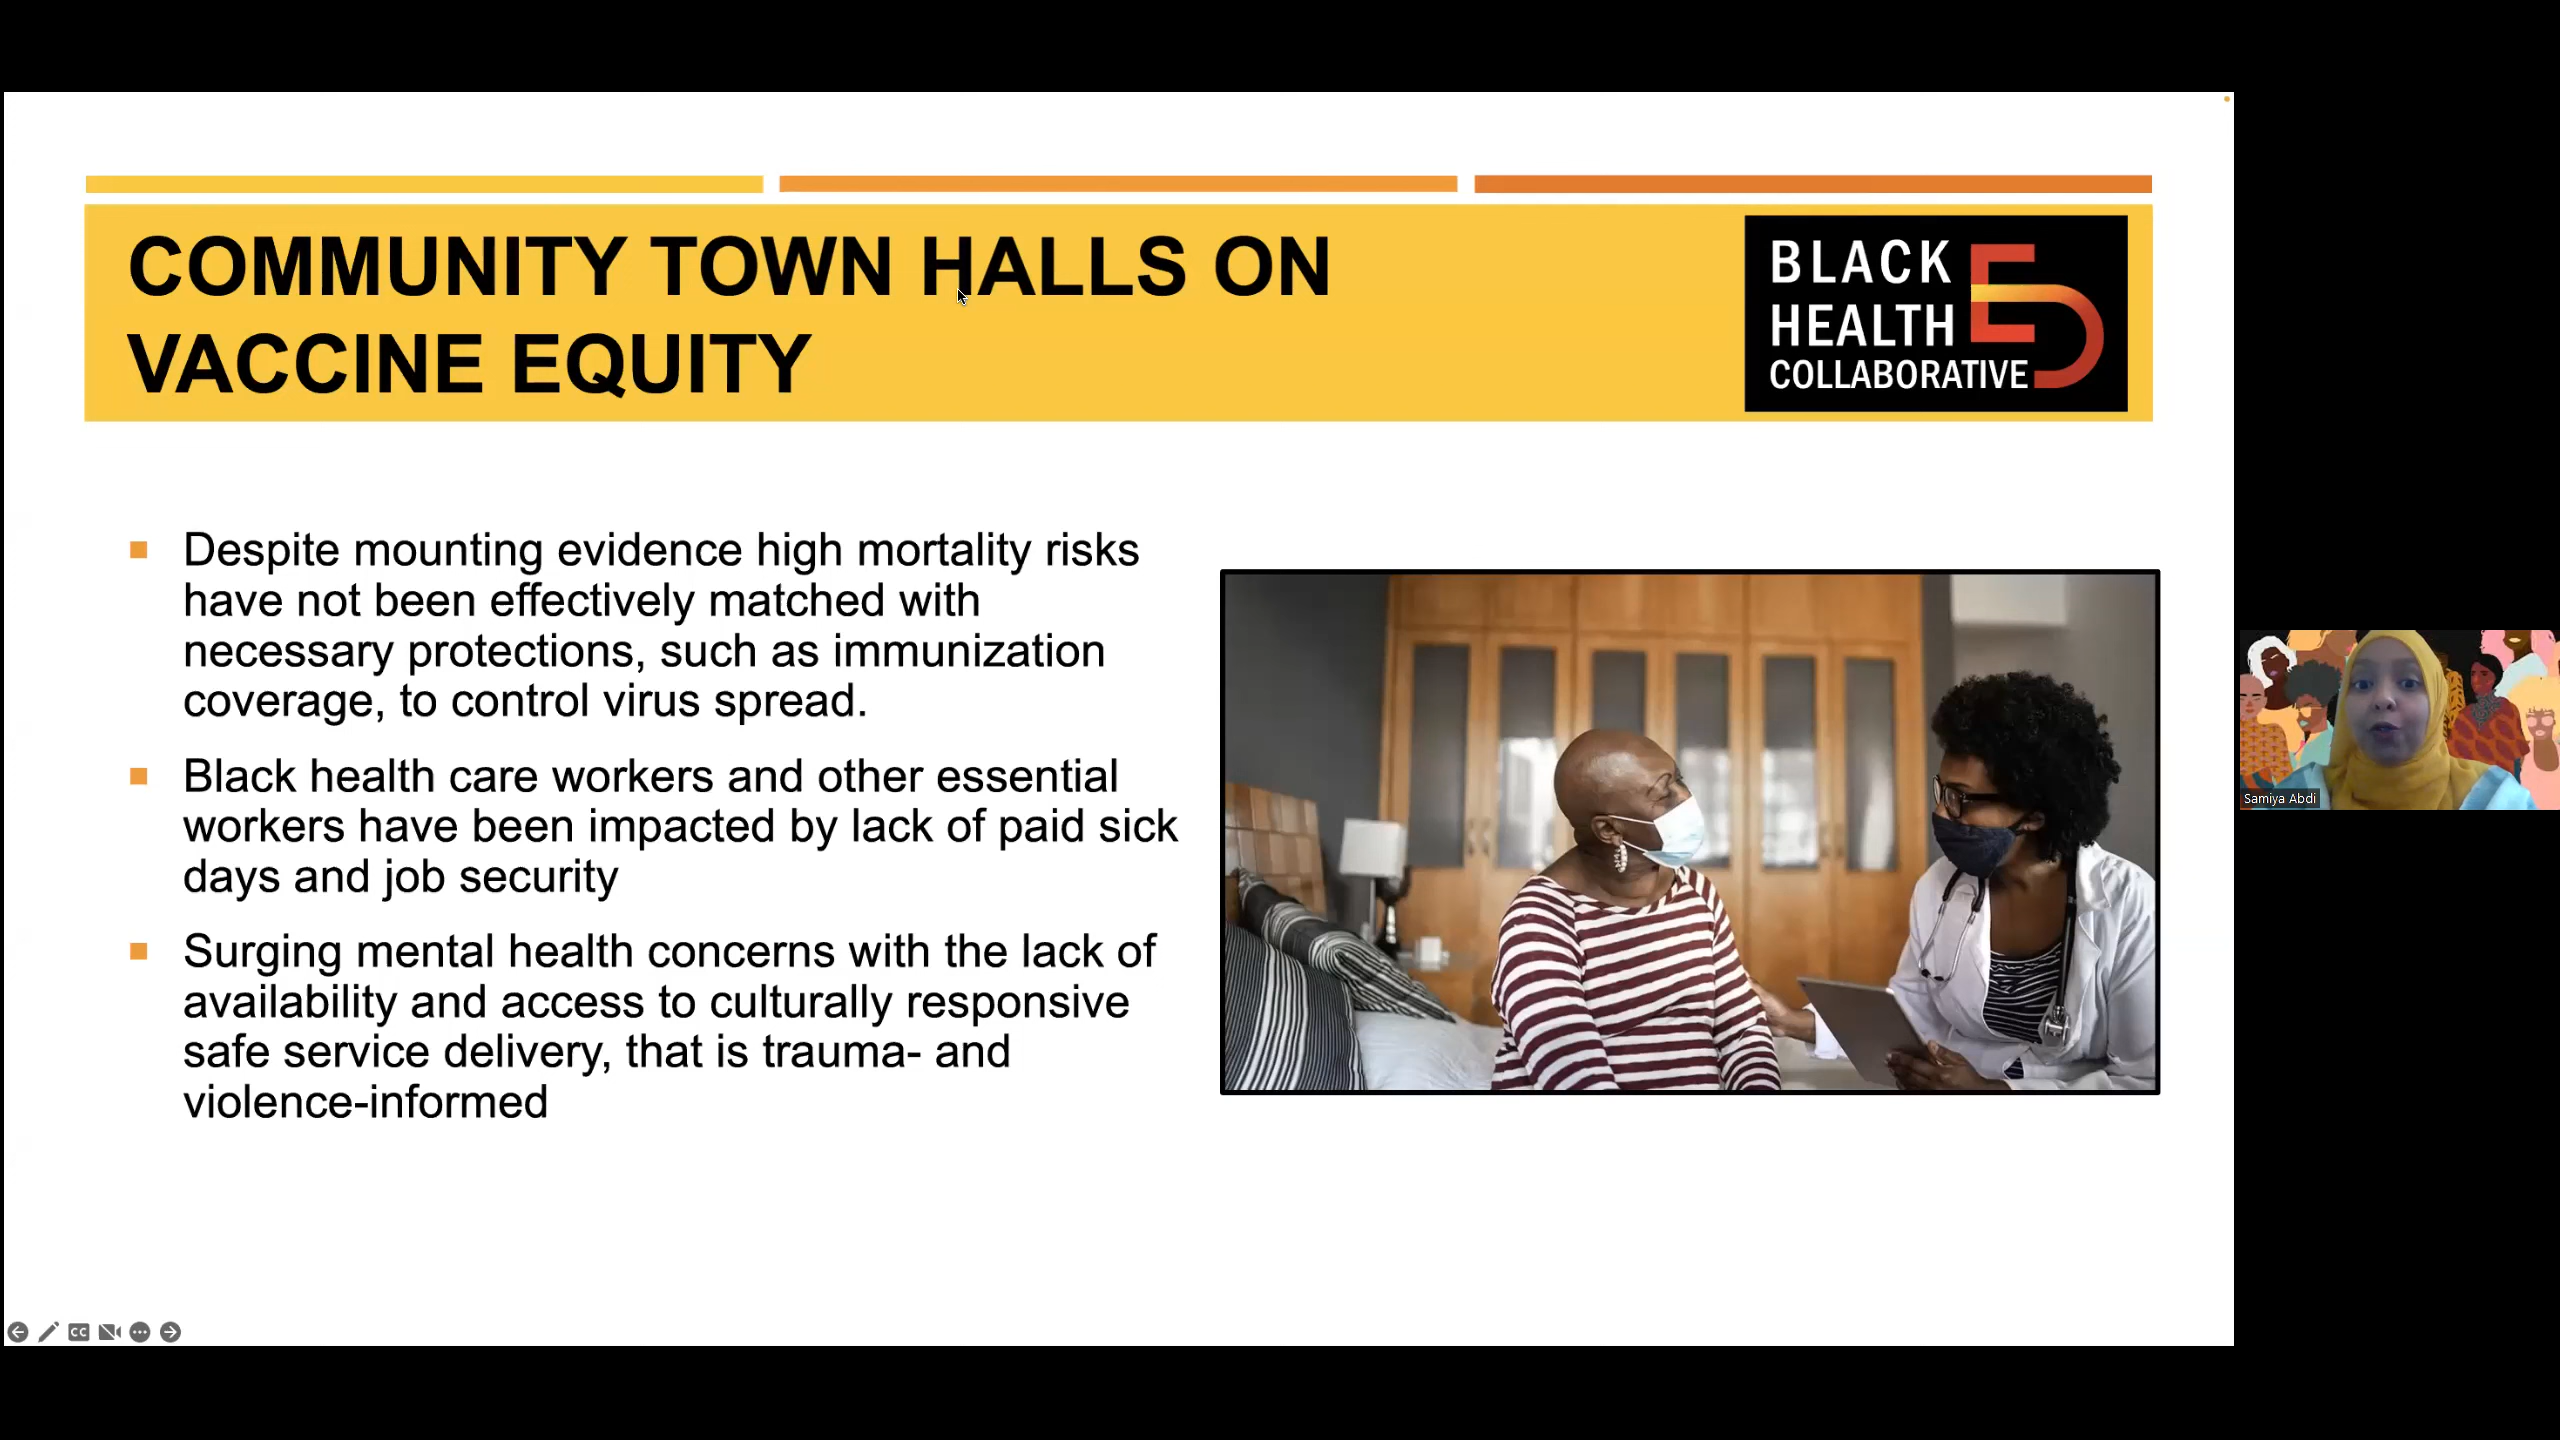 COMMUNITY TOWN HALLS ON
VACCINE EQUITY
BLACK
HEALTH
COLLABORATIVE
ED
Despite mounting evidence high mortality risks
have not been effectively matched with
necessary protections, such as immunization
coverage, to control virus spread.
Black health care workers and other essential
workers have been impacted by lack of paid sick
days and job security
Surging mental health concerns with the lack of
availability and access to culturally responsive
safe service delivery, that is trauma- and
violence-informed
Samiya Abdi
CC